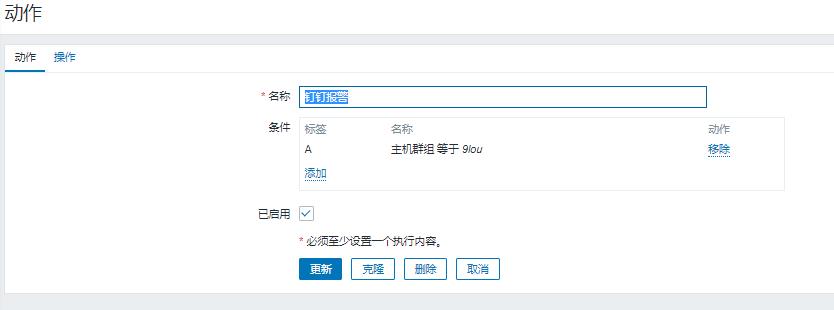 动作
动作 操作
* 名称 钉钉报警
条件 标签 名称 动作
A 主机群组 等于 9lou 移除
添加
已启用
* 必须至少设置一个执行内容。
更新 克隆 删除 取消